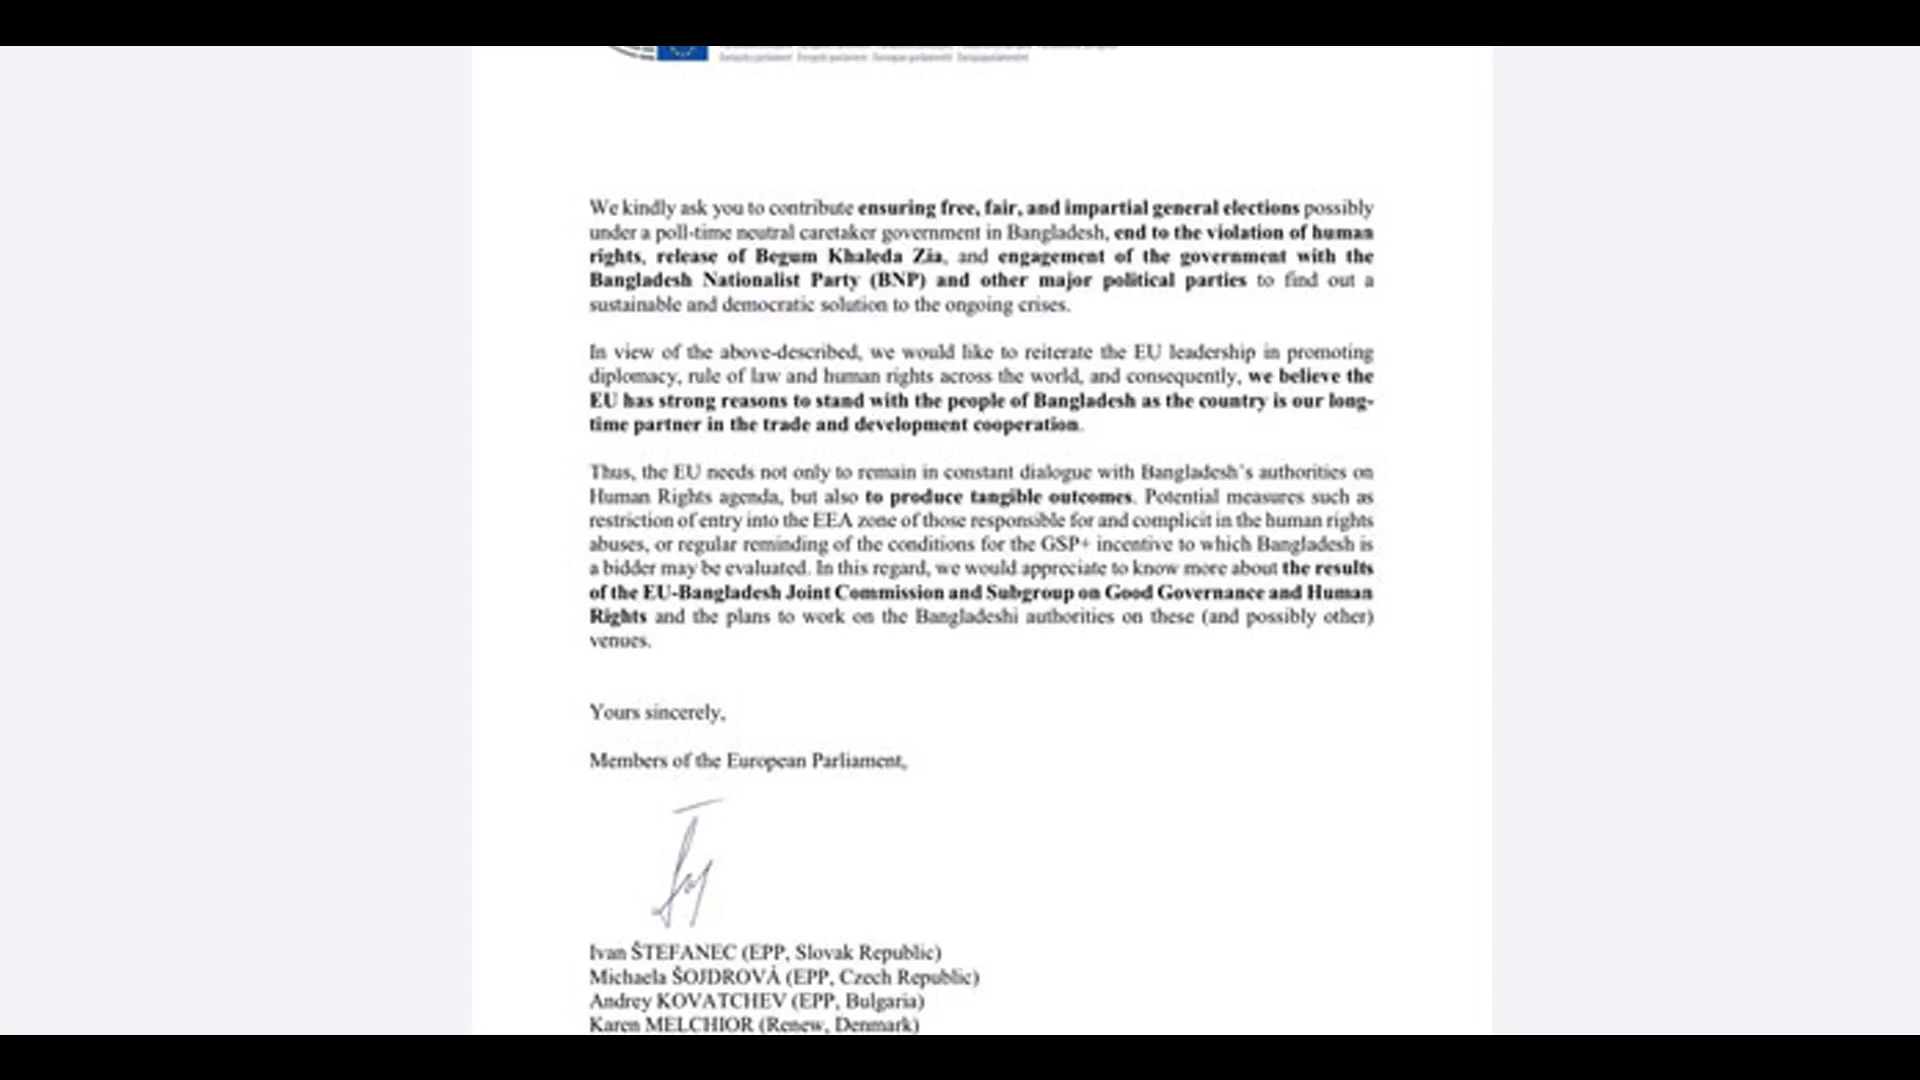 We kindly ask you to contribute ensuring free, fair, and impartial general elections possibly
under a poll-time neutral caretaker government in Bangladesh, end to the violation of human
rights, release of Begum Khaleda Zia, and engagement of the government with the
Bangladesh Nationalist Party (BNP) and other major political parties to find out a
sustainable and democratic solution to the ongoing crises.
In view of the above-described, we would like to reiterate the EU leadership in promoting
diplomacy, rule of law and human rights across the world, and consequently, we believe the
EU has strong reasons to stand with the people of Bangladesh as the country is our long-
time partner in the trade and development cooperation.
Thus, the EU needs not only to remain in constant dialogue with Bangladesh's authorities on
Human Rights agenda, but also to produce tangible outcomes. Potential measures such as
restriction of entry into the EEA zone of those responsible for and complicit in the human rights
abuses, or regular reminding of the conditions for the GSP+ incentive to which Bangladesh is
a bidder may be evaluated. In this regard, we would appreciate to know more about the results
of the EU-Bangladesh Joint Commission and Subgroup on Good Governance and Human
Rights and the plans to work on the Bangladeshi authorities on these (and possibly other)
venues.
Yours sincerely,
Members of the European Parliament,
Ivan ŠTEFANEC (EPP, Slovak Republic)
Michaela ŠOJDROVÁ (EPP, Czech Republic)
Andrey KOVATCHEV (EPP, Bulgaria)
Karen MELCHIOR (Renew, Denmark)